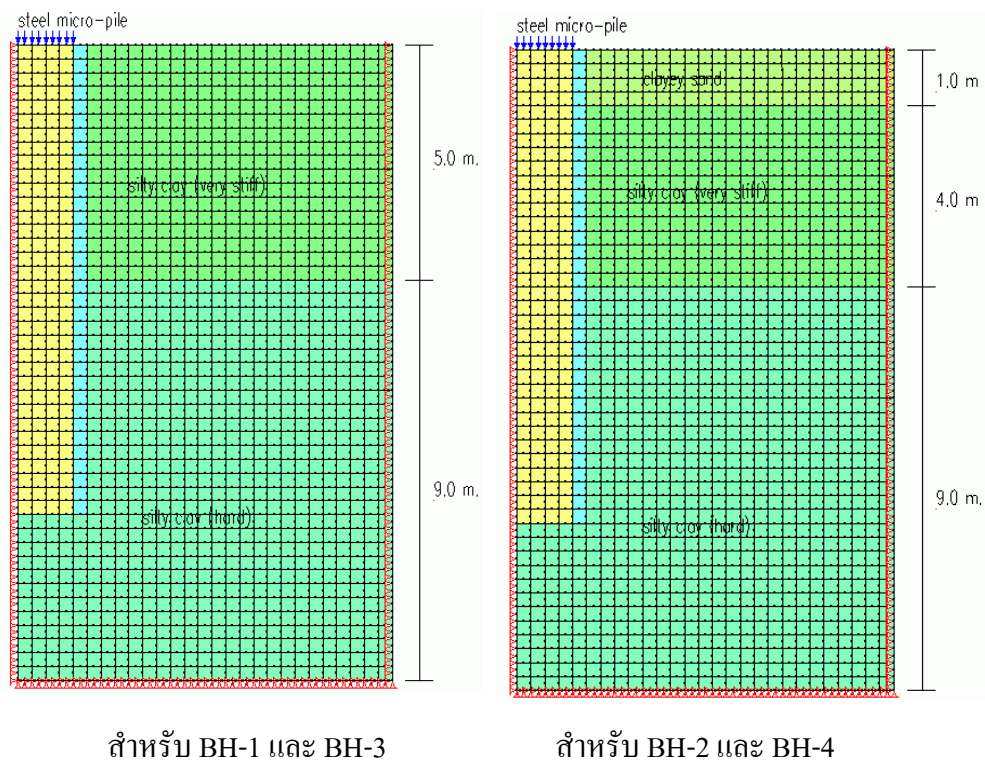 steel micro-pile
5.0 m.
silty clay (very stiff)
9.0 m.
silty clay (hard)
สำหรับ BH-1 และ BH-3
steel micro-pile
clayey sand
1.0 m
silty clay (very stiff)
4.0 m
9.0 m.
silty clay (hard)
สำหรับ BH-2 และ BH-4